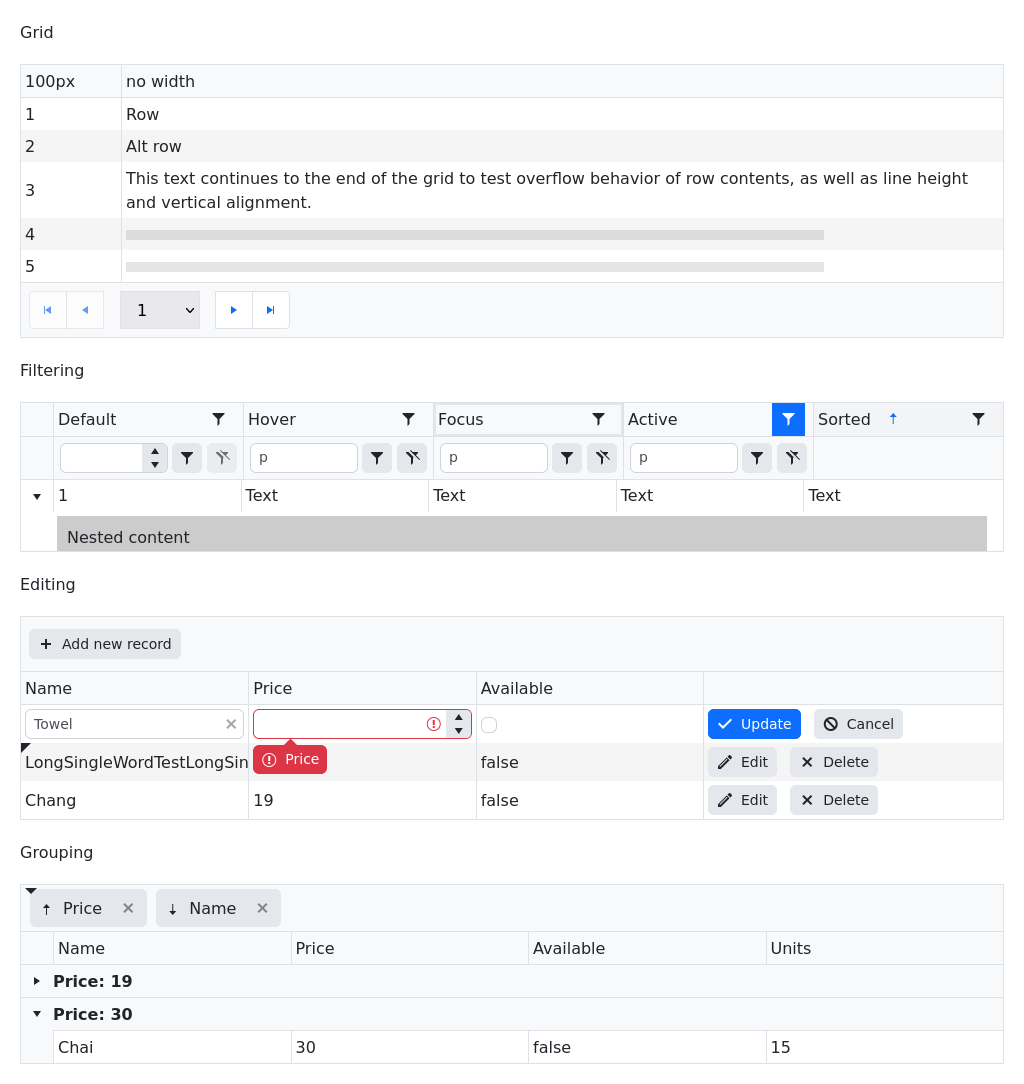 Grid
100px no width
1 Row
2 Alt row
3 This text continues to the end of the grid to test overflow behavior of row contents, as well as line height
and vertical alignment.
4
5
1
Filtering
Default Hover Focus Active Sorted
p p p
1 Text Text Text Text
Nested content
Editing
Add new record
Name Price Available
Towel Update Cancel
Price
LongSingleWordTestLongSin false Edit Delete
Chang 19 false Edit Delete
Grouping
Price Name
Name Price Available Units
Price: 19
Price: 30
Chai 30 false 15